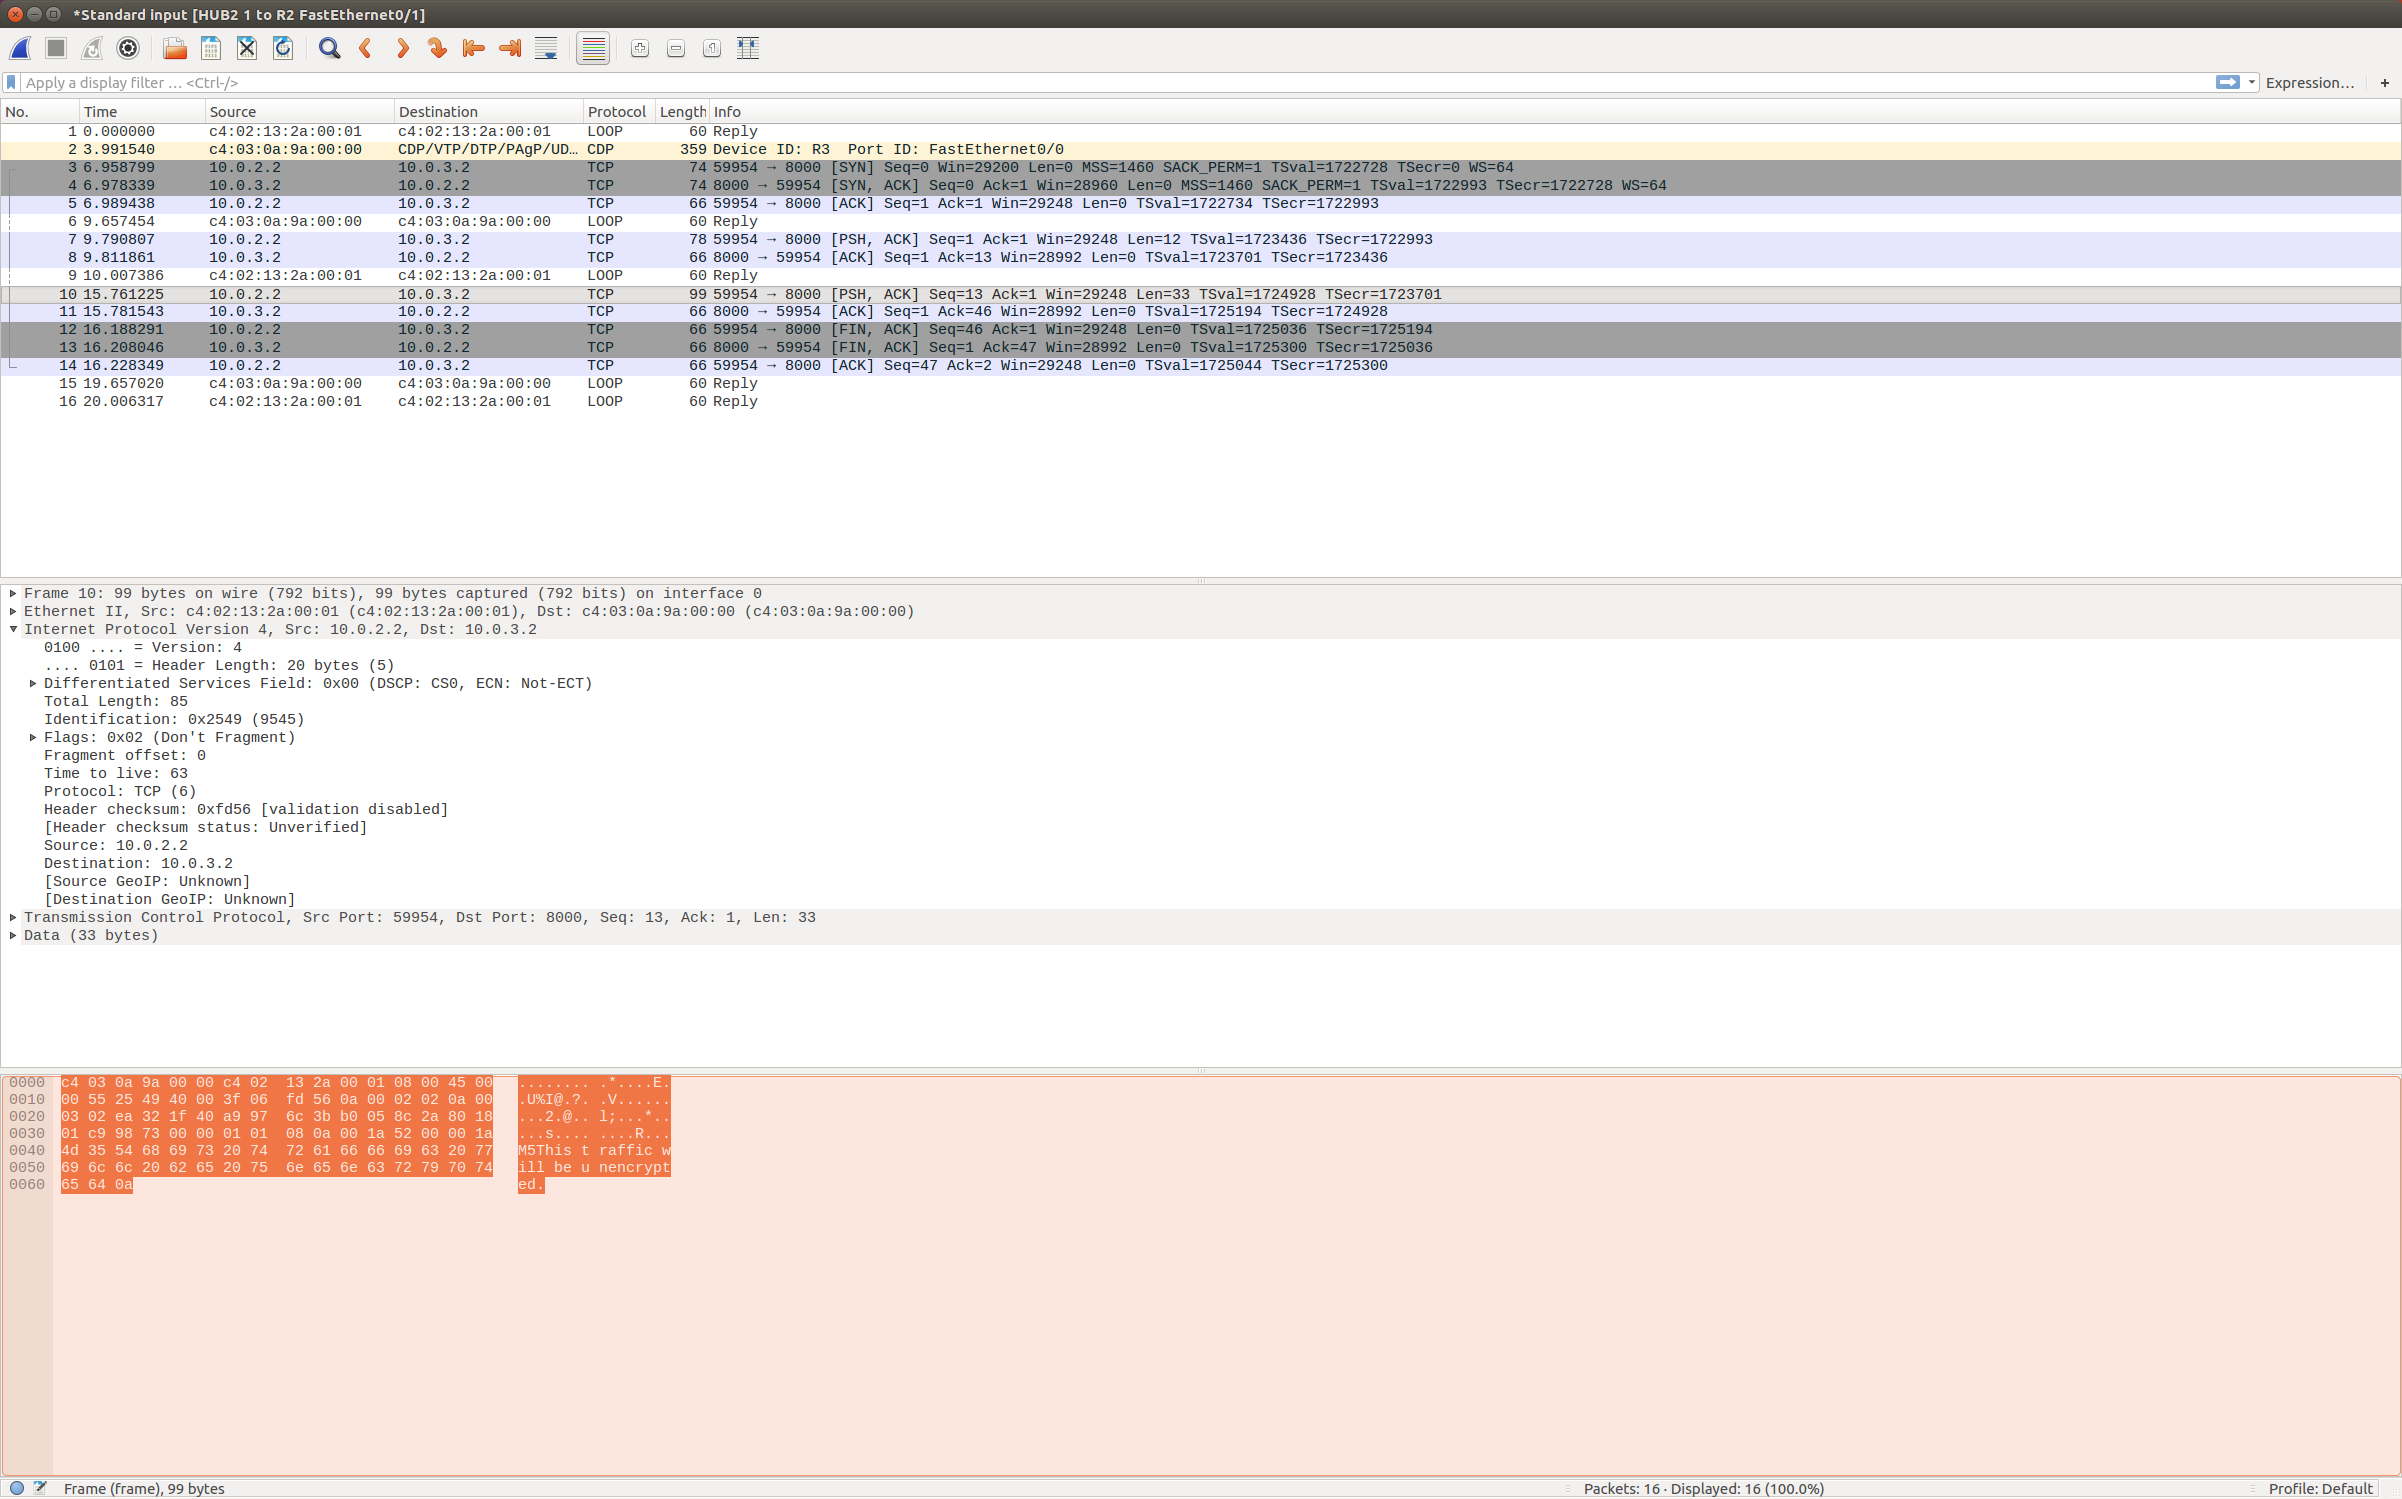 *Standard input [HUB2 1 to R2 FastEthernet0/1]
Apply a display filter … <Ctrl-/>
Expression… +
No. Time Source Destination Protocol Length Info
1 0.000000 c4:02:13:2a:00:01 c4:02:13:2a:00:01 LOOP 60 Reply
2 3.991540 c4:03:0a:9a:00:00 CDP/VTP/DTP/PAgP/UD… CDP 359 Device ID: R3  Port ID: FastEthernet0/0
3 6.958799 10.0.2.2 10.0.3.2 TCP 74 59954 → 8000 [SYN] Seq=0 Win=29200 Len=0 MSS=1460 SACK_PERM=1 TSval=1722728 TSecr=0 WS=64
4 6.978339 10.0.3.2 10.0.2.2 TCP 74 8000 → 59954 [SYN, ACK] Seq=0 Ack=1 Win=28960 Len=0 MSS=1460 SACK_PERM=1 TSval=1722993 TSecr=1722728 WS=64
5 6.989438 10.0.2.2 10.0.3.2 TCP 66 59954 → 8000 [ACK] Seq=1 Ack=1 Win=29248 Len=0 TSval=1722734 TSecr=1722993
6 9.657454 c4:03:0a:9a:00:00 c4:03:0a:9a:00:00 LOOP 60 Reply
7 9.790807 10.0.2.2 10.0.3.2 TCP 78 59954 → 8000 [PSH, ACK] Seq=1 Ack=1 Win=29248 Len=12 TSval=1723436 TSecr=1722993
8 9.811861 10.0.3.2 10.0.2.2 TCP 66 8000 → 59954 [ACK] Seq=1 Ack=13 Win=28992 Len=0 TSval=1723701 TSecr=1723436
9 10.007386 c4:02:13:2a:00:01 c4:02:13:2a:00:01 LOOP 60 Reply
10 15.761225 10.0.2.2 10.0.3.2 TCP 99 59954 → 8000 [PSH, ACK] Seq=13 Ack=1 Win=29248 Len=33 TSval=1724928 TSecr=1723701
11 15.781543 10.0.3.2 10.0.2.2 TCP 66 8000 → 59954 [ACK] Seq=1 Ack=46 Win=28992 Len=0 TSval=1725194 TSecr=1724928
12 16.188291 10.0.2.2 10.0.3.2 TCP 66 59954 → 8000 [FIN, ACK] Seq=46 Ack=1 Win=29248 Len=0 TSval=1725036 TSecr=1725194
13 16.208046 10.0.3.2 10.0.2.2 TCP 66 8000 → 59954 [FIN, ACK] Seq=1 Ack=47 Win=28992 Len=0 TSval=1725300 TSecr=1725036
14 16.228349 10.0.2.2 10.0.3.2 TCP 66 59954 → 8000 [ACK] Seq=47 Ack=2 Win=29248 Len=0 TSval=1725044 TSecr=1725300
15 19.657020 c4:03:0a:9a:00:00 c4:03:0a:9a:00:00 LOOP 60 Reply
16 20.006317 c4:02:13:2a:00:01 c4:02:13:2a:00:01 LOOP 60 Reply
Frame 10: 99 bytes on wire (792 bits), 99 bytes captured (792 bits) on interface 0
Ethernet II, Src: c4:02:13:2a:00:01 (c4:02:13:2a:00:01), Dst: c4:03:0a:9a:00:00 (c4:03:0a:9a:00:00)
Internet Protocol Version 4, Src: 10.0.2.2, Dst: 10.0.3.2
0100 .... = Version: 4
.... 0101 = Header Length: 20 bytes (5)
Differentiated Services Field: 0x00 (DSCP: CS0, ECN: Not-ECT)
Total Length: 85
Identification: 0x2549 (9545)
Flags: 0x02 (Don't Fragment)
Fragment offset: 0
Time to live: 63
Protocol: TCP (6)
Header checksum: 0xfd56 [validation disabled]
[Header checksum status: Unverified]
Source: 10.0.2.2
Destination: 10.0.3.2
[Source GeoIP: Unknown]
[Destination GeoIP: Unknown]
Transmission Control Protocol, Src Port: 59954, Dst Port: 8000, Seq: 13, Ack: 1, Len: 33
Data (33 bytes)
0000 c4 03 0a 9a 00 00 c4 02 13 2a 00 01 08 00 45 00 ........ .*....E.
0010 00 55 25 49 40 00 3f 06 fd 56 0a 00 02 02 0a 00 .U%I@.?. .V......
0020 03 02 ea 32 1f 40 a9 97 6c 3b b0 05 8c 2a 80 18 ...2.@.. l;...*..
0030 01 c9 98 73 00 00 01 01 08 0a 00 1a 52 00 00 1a ...s.... ....R...
0040 4d 35 54 68 69 73 20 74 72 61 66 66 69 63 20 77 M5This t raffic w
0050 69 6c 6c 20 62 65 20 75 6e 65 6e 63 72 79 70 74 ill be u nencrypt
0060 65 64 0a ed.
Frame (frame), 99 bytes
Packets: 16 · Displayed: 16 (100.0%)
Profile: Default